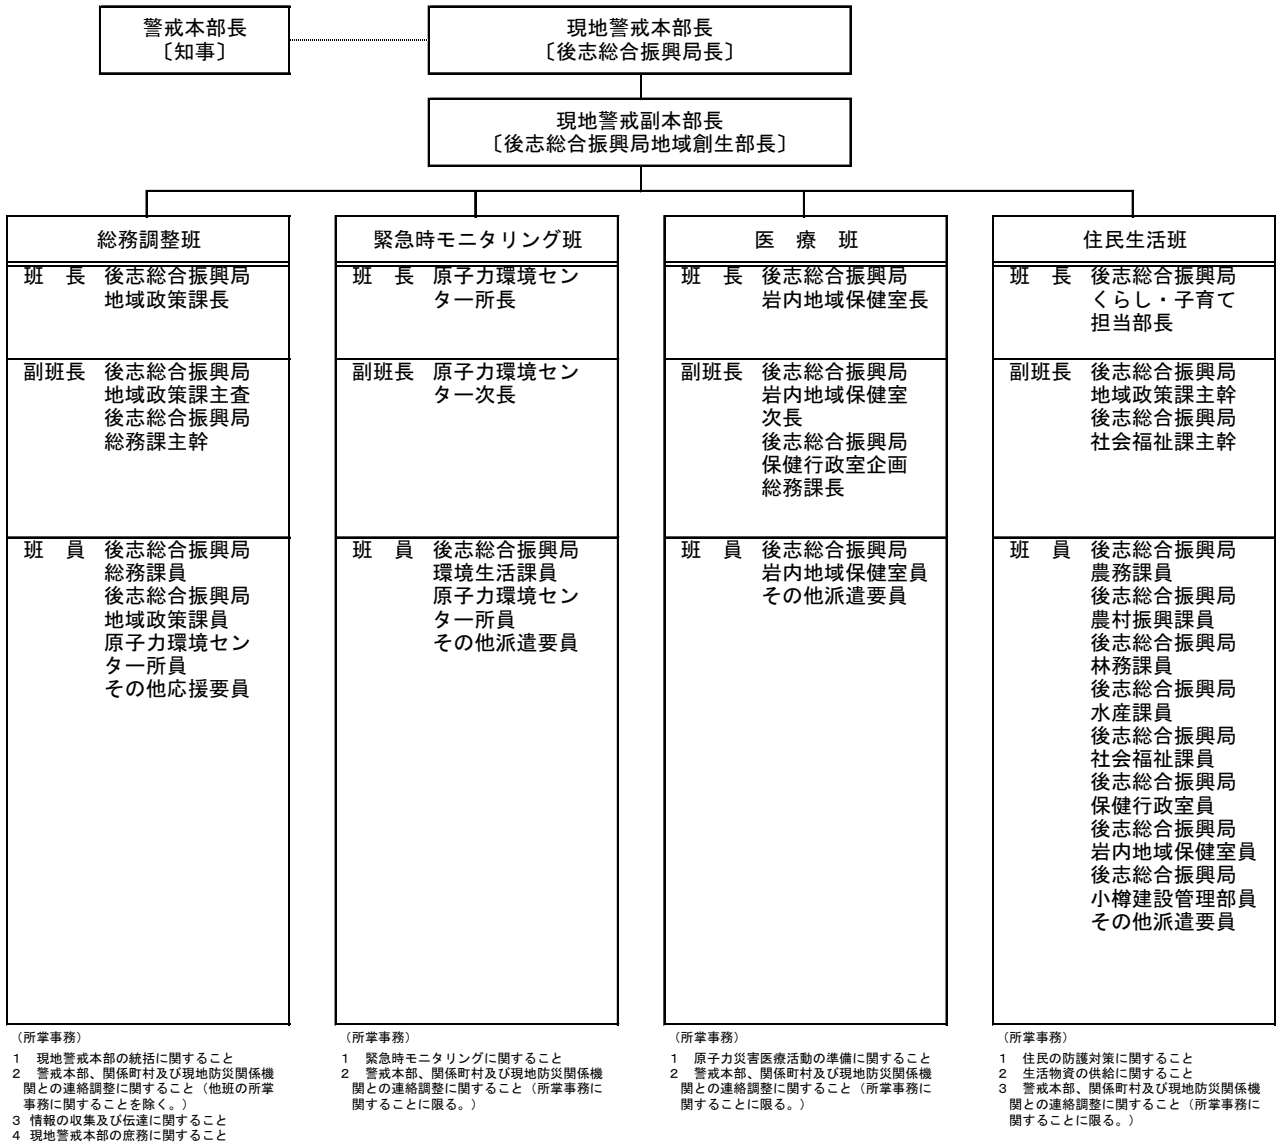 警戒本部長
〔知事〕
現地警戒本部長
〔後志総合振興局長〕
現地警戒副本部長
〔後志総合振興局地域創生部長〕
総務調整班
班　長　後志総合振興局
地域政策課長
副班長　後志総合振興局
地域政策課主査
後志総合振興局
総務課主幹
班　員　後志総合振興局
総務課員
後志総合振興局
地域政策課員
原子力環境セン
ター所員
その他応援要員
（所掌事務）
１　現地警戒本部の統括に関すること
２　警戒本部、関係町村及び現地防災関係機
関との連絡調整に関すること（他班の所掌
事務に関することを除く。）
３ 情報の収集及び伝達に関すること
４ 現地警戒本部の庶務に関すること
緊急時モニタリング班
班　長　原子力環境セン
ター所長
副班長　原子力環境セン
ター次長
班　員　後志総合振興局
環境生活課員
原子力環境セン
ター所員
その他派遣要員
（所掌事務）
１　緊急時モニタリングに関すること
２　警戒本部、関係町村及び現地防災関係機
関との連絡調整に関すること（所掌事務に
関することに限る。）
医　療　班
班　長　後志総合振興局
岩内地域保健室長
副班長　後志総合振興局
岩内地域保健室
次長
後志総合振興局
保健行政室企画
総務課長
班　員　後志総合振興局
岩内地域保健室員
その他派遣要員
（所掌事務）
１　原子力災害医療活動の準備に関すること
２　警戒本部、関係町村及び現地防災関係機
関との連絡調整に関すること（所掌事務に
関することに限る。）
住民生活班
班　長　後志総合振興局
くらし・子育て
担当部長
副班長　後志総合振興局
地域政策課主幹
後志総合振興局
社会福祉課主幹
班　員　後志総合振興局
農務課員
後志総合振興局
農村振興課員
後志総合振興局
林務課員
後志総合振興局
水産課員
後志総合振興局
社会福祉課員
後志総合振興局
保健行政室員
後志総合振興局
岩内地域保健室員
後志総合振興局
小樽建設管理部員
その他派遣要員
（所掌事務）
１　住民の防護対策に関すること
２　生活物資の供給に関すること
３　警戒本部、関係町村及び現地防災関係機
関との連絡調整に関すること（所掌事務に
関することに限る。）